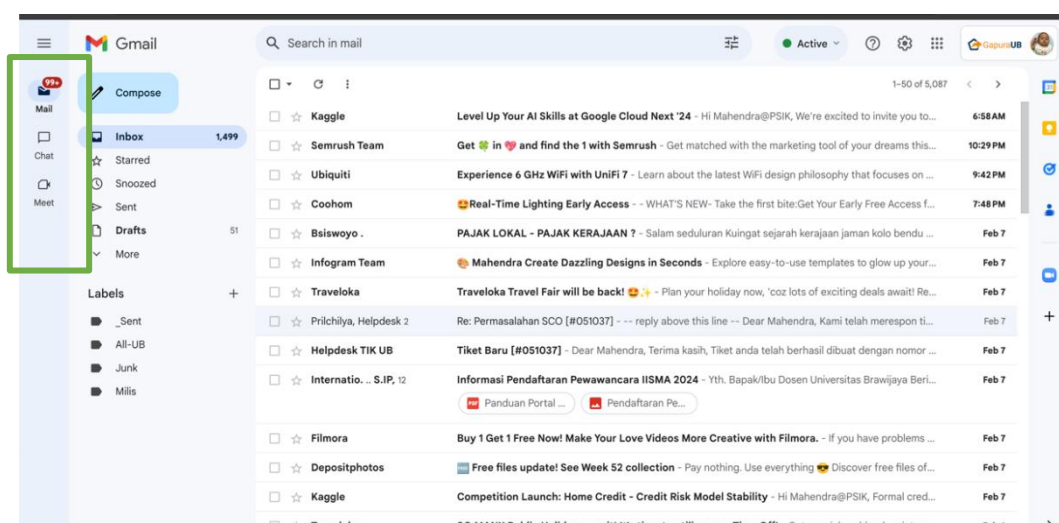 Gmail
Search in mail
Active
GapuraUB
99+
Mail
Chat
Meet
Compose
Inbox 1,499
Starred
Snoozed
Sent
Drafts 51
More
Labels +
_Sent
All-UB
Junk
Milis
1–50 of 5,087
Kaggle Level Up Your AI Skills at Google Cloud Next '24 - Hi Mahendra@PSIK, We're excited to invite you to... 6:58 AM
Semrush Team Get 🍀 in 💖 and find the 1 with Semrush - Get matched with the marketing tool of your dreams this... 10:29 PM
Ubiquiti Experience 6 GHz WiFi with UniFi 7 - Learn about the latest WiFi design philosophy that focuses on ... 9:42 PM
Coohom 🤩Real-Time Lighting Early Access - - WHAT'S NEW- Take the first bite:Get Your Early Free Access f... 7:48 PM
Bsiswoyo . PAJAK LOKAL - PAJAK KERAJAAN ? - Salam seduluran Kuingat sejarah kerajaan jaman kolo bendu ... Feb 7
Infogram Team 🎨 Mahendra Create Dazzling Designs in Seconds - Explore easy-to-use templates to glow up your... Feb 7
Traveloka Traveloka Travel Fair will be back! 🤩✨ - Plan your holiday now, 'coz lots of exciting deals await! Re... Feb 7
Prilchilya, Helpdesk 2 Re: Permasalahan SCO [#051037] - -- reply above this line -- Dear Mahendra, Kami telah merespon ti... Feb 7
Helpdesk TIK UB Tiket Baru [#051037] - Dear Mahendra, Terima kasih, Tiket anda telah berhasil dibuat dengan nomor ... Feb 7
Internatio. .. S.IP, 12 Informasi Pendaftaran Pewawancara IISMA 2024 - Yth. Bapak/Ibu Dosen Universitas Brawijaya Beri... Feb 7
PDF Panduan Portal ... Pendaftaran Pe...
Filmora Buy 1 Get 1 Free Now! Make Your Love Videos More Creative with Filmora. - If you have problems ... Feb 7
Depositphotos 🆕 Free files update! See Week 52 collection - Pay nothing. Use everything 😎 Discover free files of... Feb 7
Kaggle Competition Launch: Home Credit - Credit Risk Model Stability - Hi Mahendra@PSIK, Formal cred... Feb 7